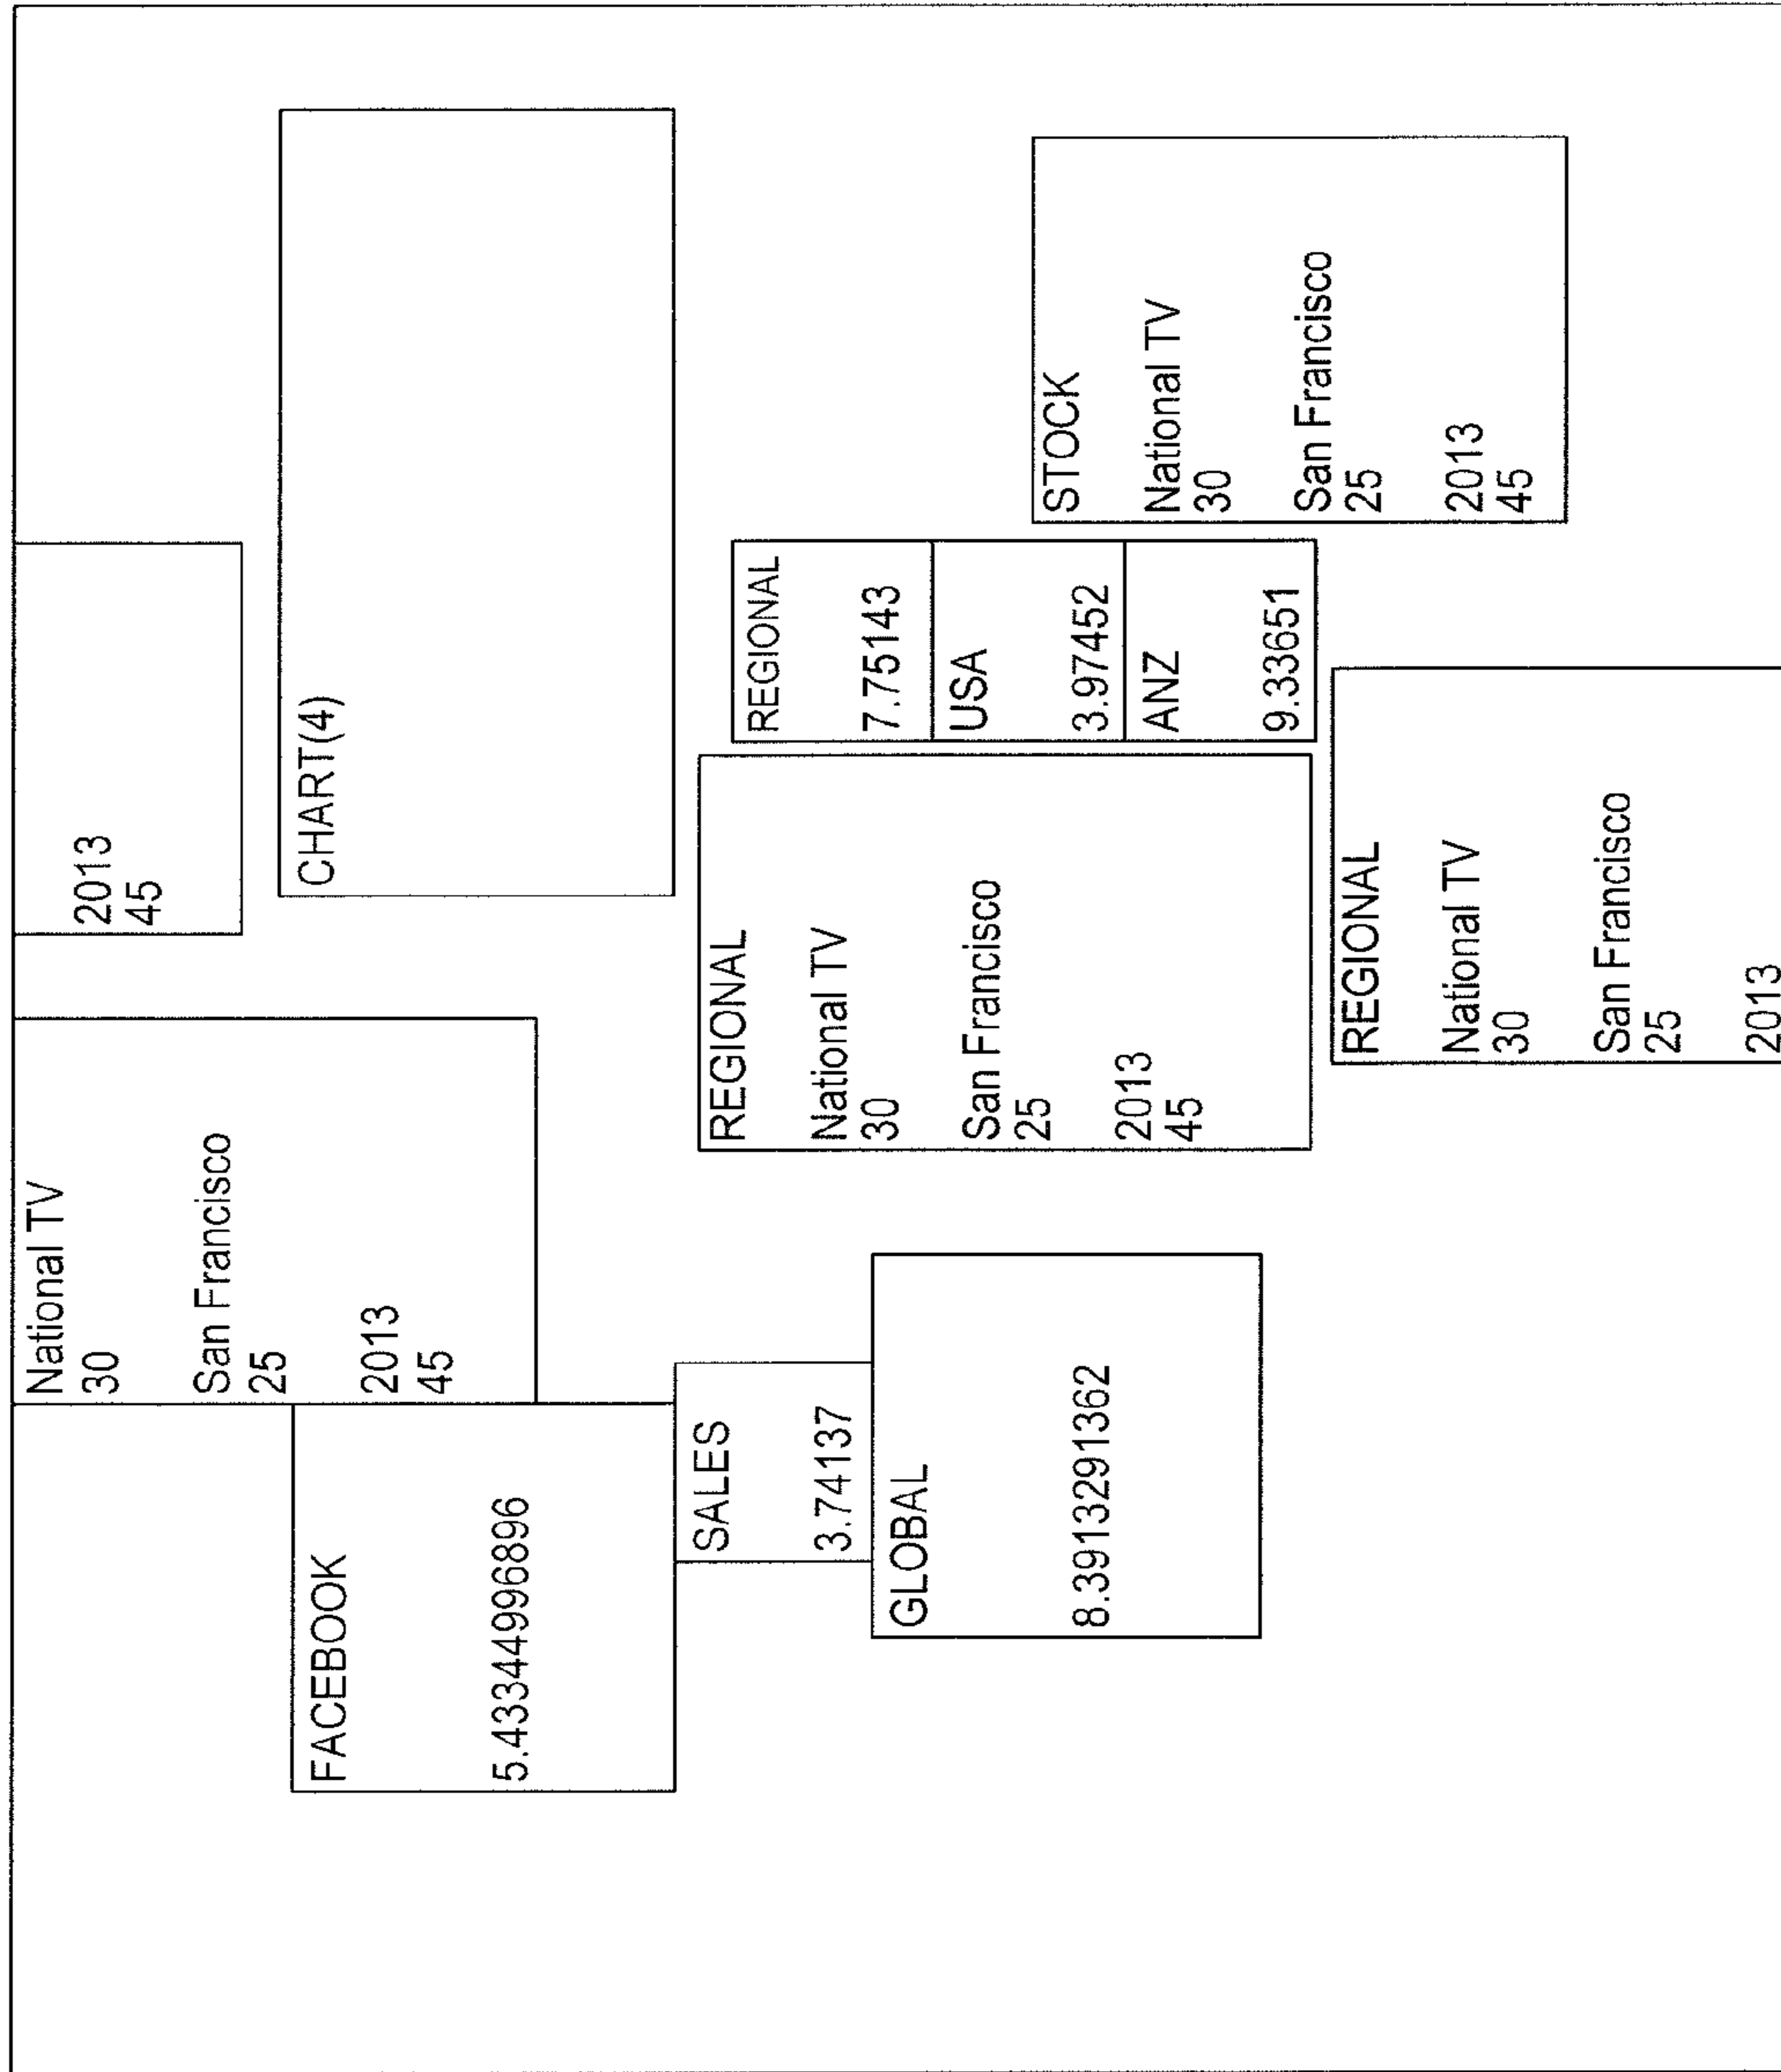 National TV
30
San Francisco
25
2013
45
2013
45
FACEBOOK
5.4334996896
CHART(4)
SALES
3.74137
GLOBAL
8.3913291362
REGIONAL
National TV
30
San Francisco
25
2013
45
REGIONAL
7.75143
USA
3.97452
ANZ
9.33651
STOCK
National TV
30
San Francisco
25
2013
45
REGIONAL
National TV
30
San Francisco
25
2013